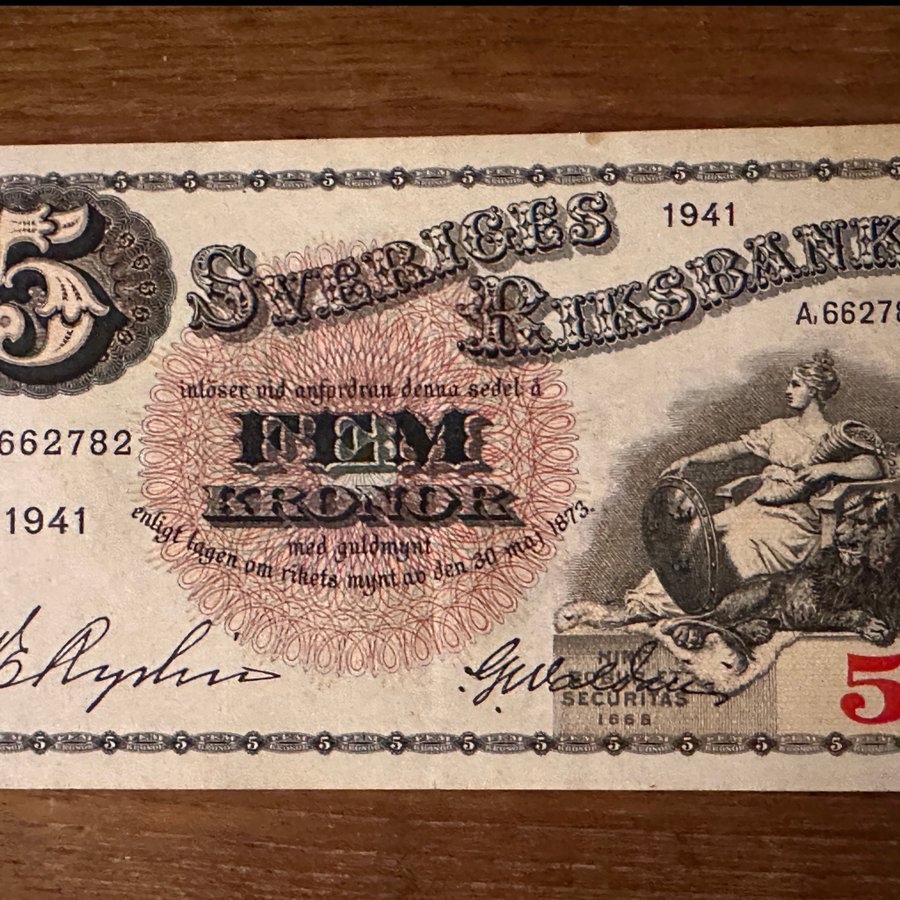 5
SVERIGES
1941
RIKSBANK
A, 66278
inlöser vid anfordran denna sedel å
FEM
662782
KRONOR
1941
med guldmynt
enligt lagen om rikets mynt av den 30 maj 1873.
SECURITAS
1668
5